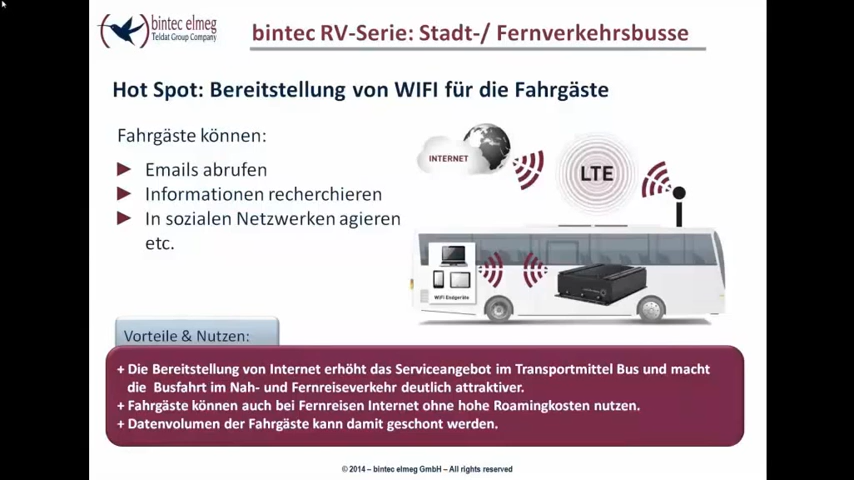 bintec elmeg
Teldat Group Company
bintec RV-Serie: Stadt-/ Fernverkehrsbusse
Hot Spot: Bereitstellung von WIFI für die Fahrgäste
Fahrgäste können:
Emails abrufen
Informationen recherchieren
In sozialen Netzwerken agieren
etc.
INTERNET
LTE
WIFI Endgeräte
Vorteile & Nutzen:
+ Die Bereitstellung von Internet erhöht das Serviceangebot im Transportmittel Bus und macht
die Busfahrt im Nah- und Fernreiseverkehr deutlich attraktiver.
+ Fahrgäste können auch bei Fernreisen Internet ohne hohe Roamingkosten nutzen.
+ Datenvolumen der Fahrgäste kann damit geschont werden.
© 2014 – bintec elmeg GmbH – All rights reserved